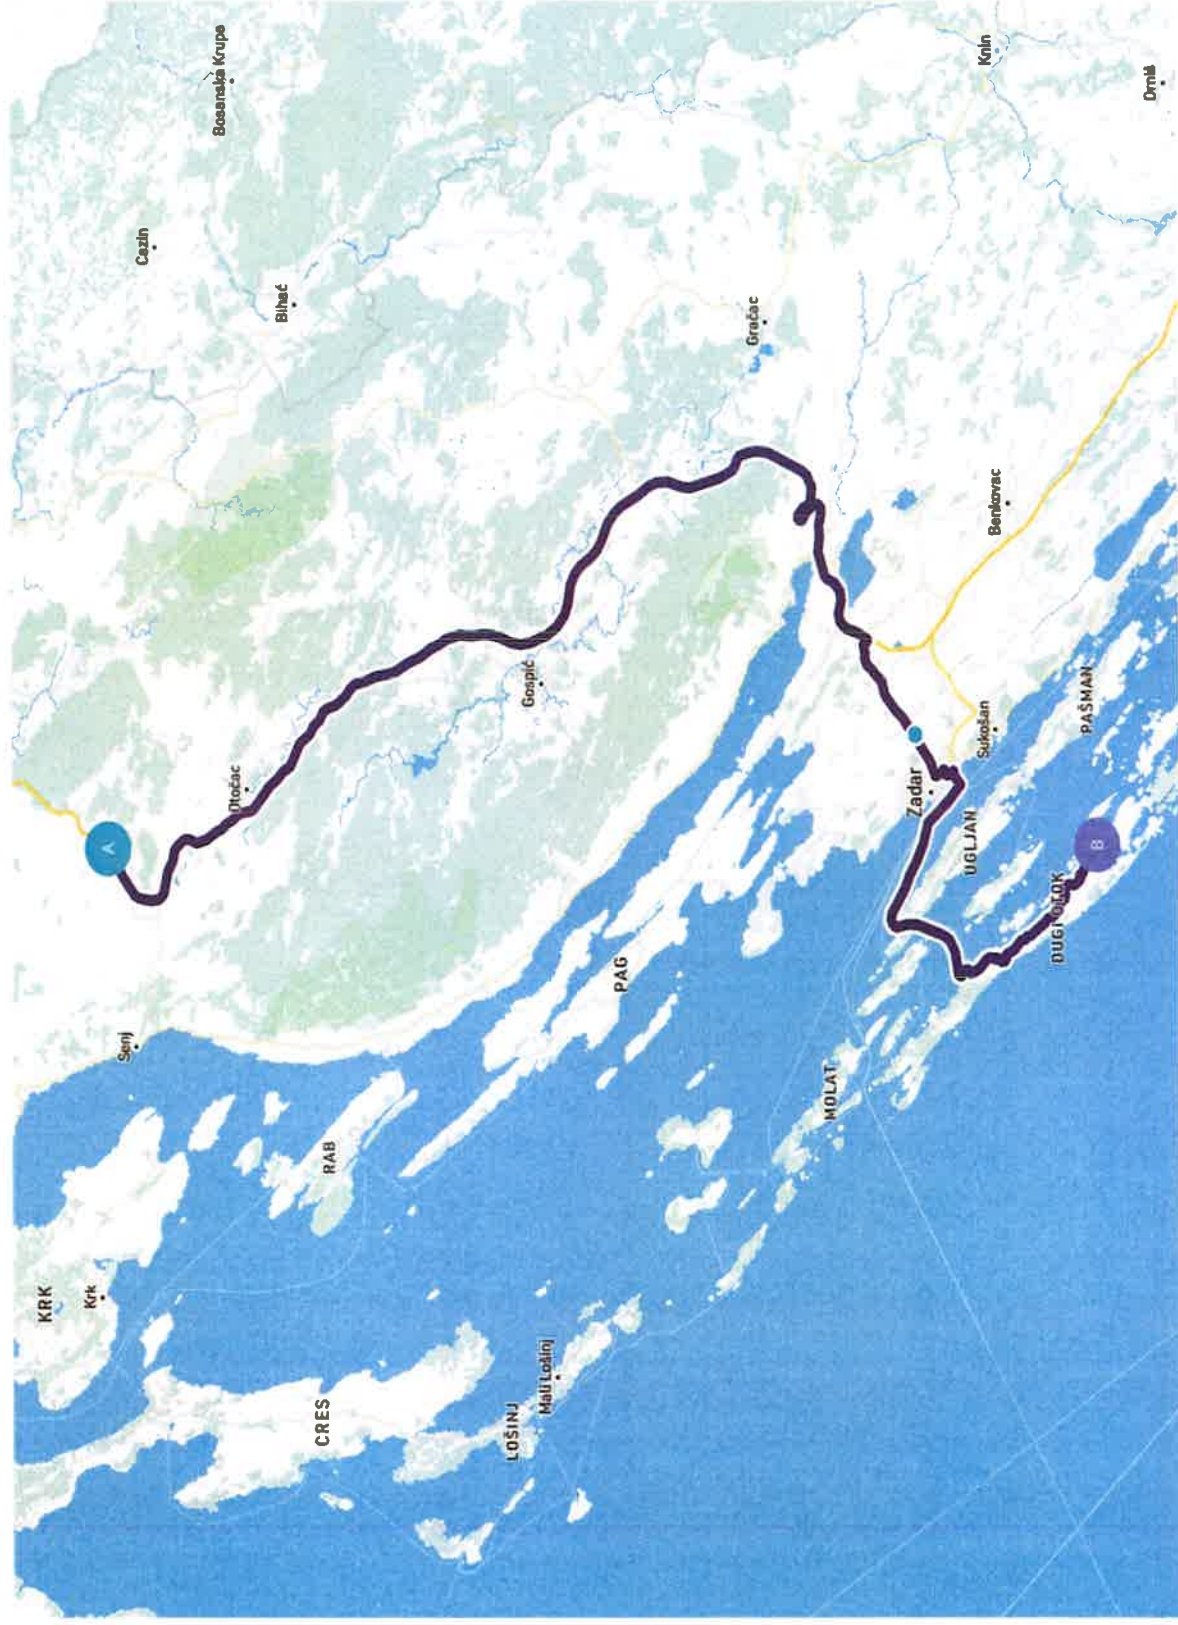 KRK
Krk
A
Senj
Cazin
Bosanska Krupa
Otočac
Bihać
CRES
RAB
LOŠINJ
Gospić
Mali Lošinj
PAG
Gračac
MOLAT
Zadar
UGLJAN
Sukošan
Knin
Benkovac
DUGI OTOK
PAŠMAN
B
Drniš